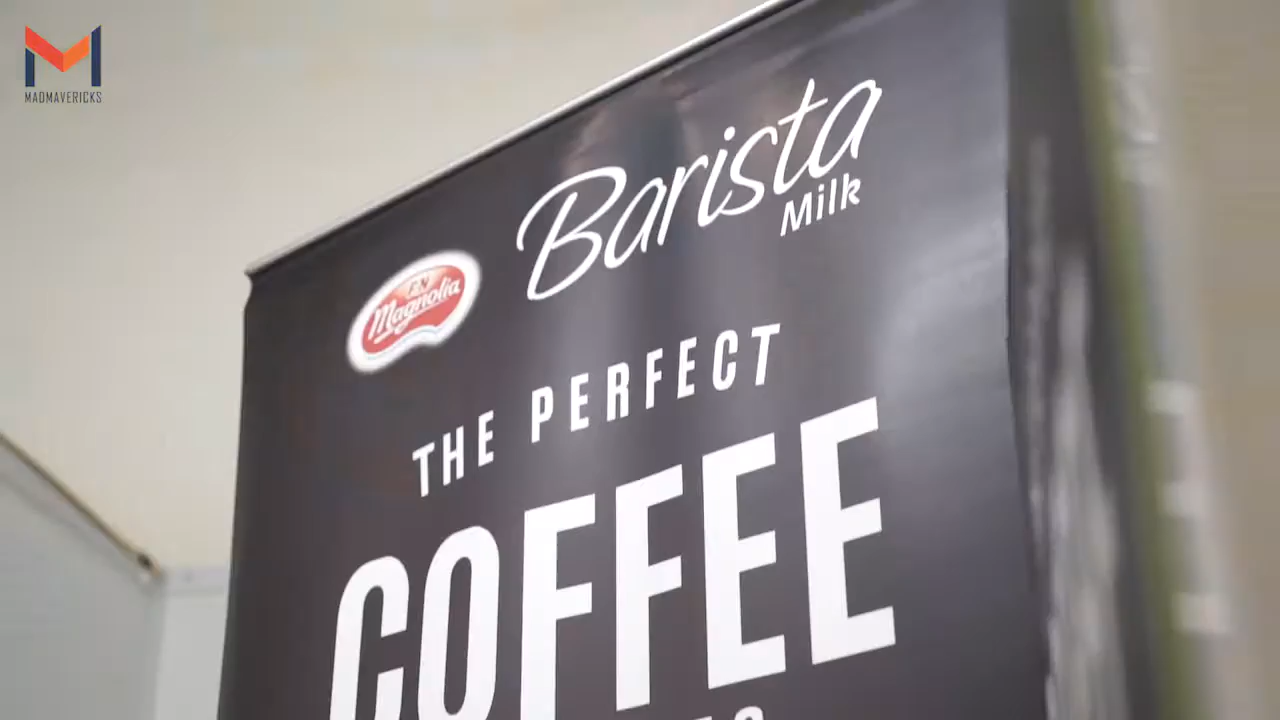 MADMAVERICKS
Barista
Milk
F&N
Magnolia
THE PERFECT
COFFEE